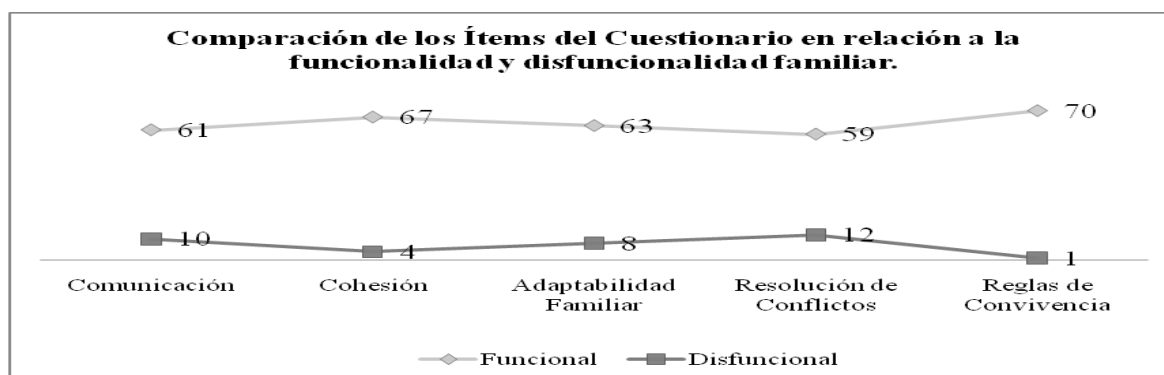 Comparación de los Ítems del Cuestionario en relación a la
funcionalidad y disfuncionalidad familiar.
61
67
63
59
70
10
4
8
12
1
Comunicación
Cohesión
Adaptabilidad
Familiar
Resolución de
Conflictos
Reglas de
Convivencia
Funcional
Disfuncional